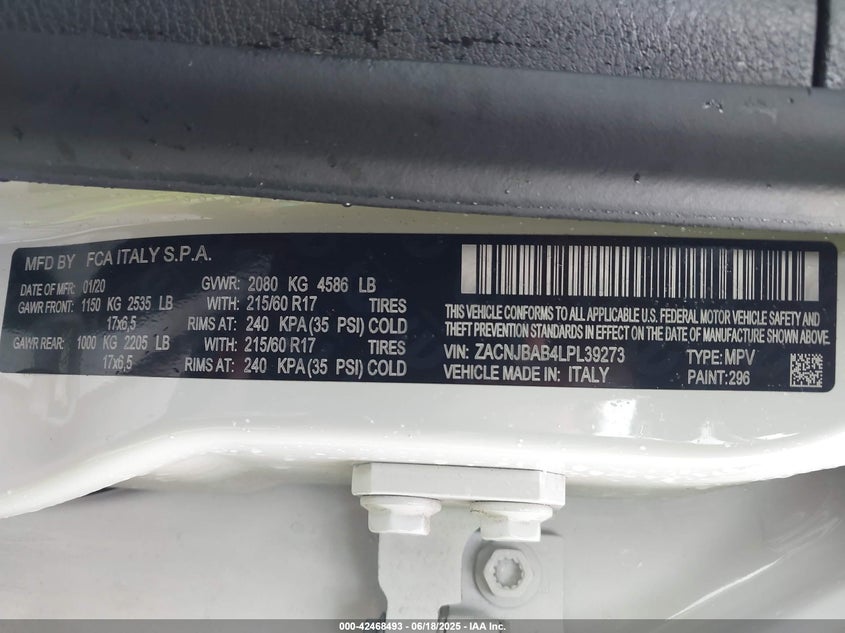 MFD BY FCA ITALY S.P.A.
DATE OF MFR: 01/20 GVWR: 2080 KG 4586 LB
GAWR FRONT: 1150 KG 2535 LB WITH: 215/60 R17 TIRES
17x6,5 RIMS AT: 240 KPA (35 PSI) COLD
GAWR REAR: 1000 KG 2205 LB WITH: 215/60 R17 TIRES
17x6,5 RIMS AT: 240 KPA (35 PSI) COLD
THIS VEHICLE CONFORMS TO ALL APPLICABLE U.S. FEDERAL MOTOR VEHICLE SAFETY AND
THEFT PREVENTION STANDARDS IN EFFECT ON THE DATE OF MANUFACTURE SHOWN ABOVE.
VIN: ZACNJBAB4LPL39273 TYPE: MPV
VEHICLE MADE IN: ITALY PAINT: 296
000-42468493 - 06/18/2025 - IAA Inc.